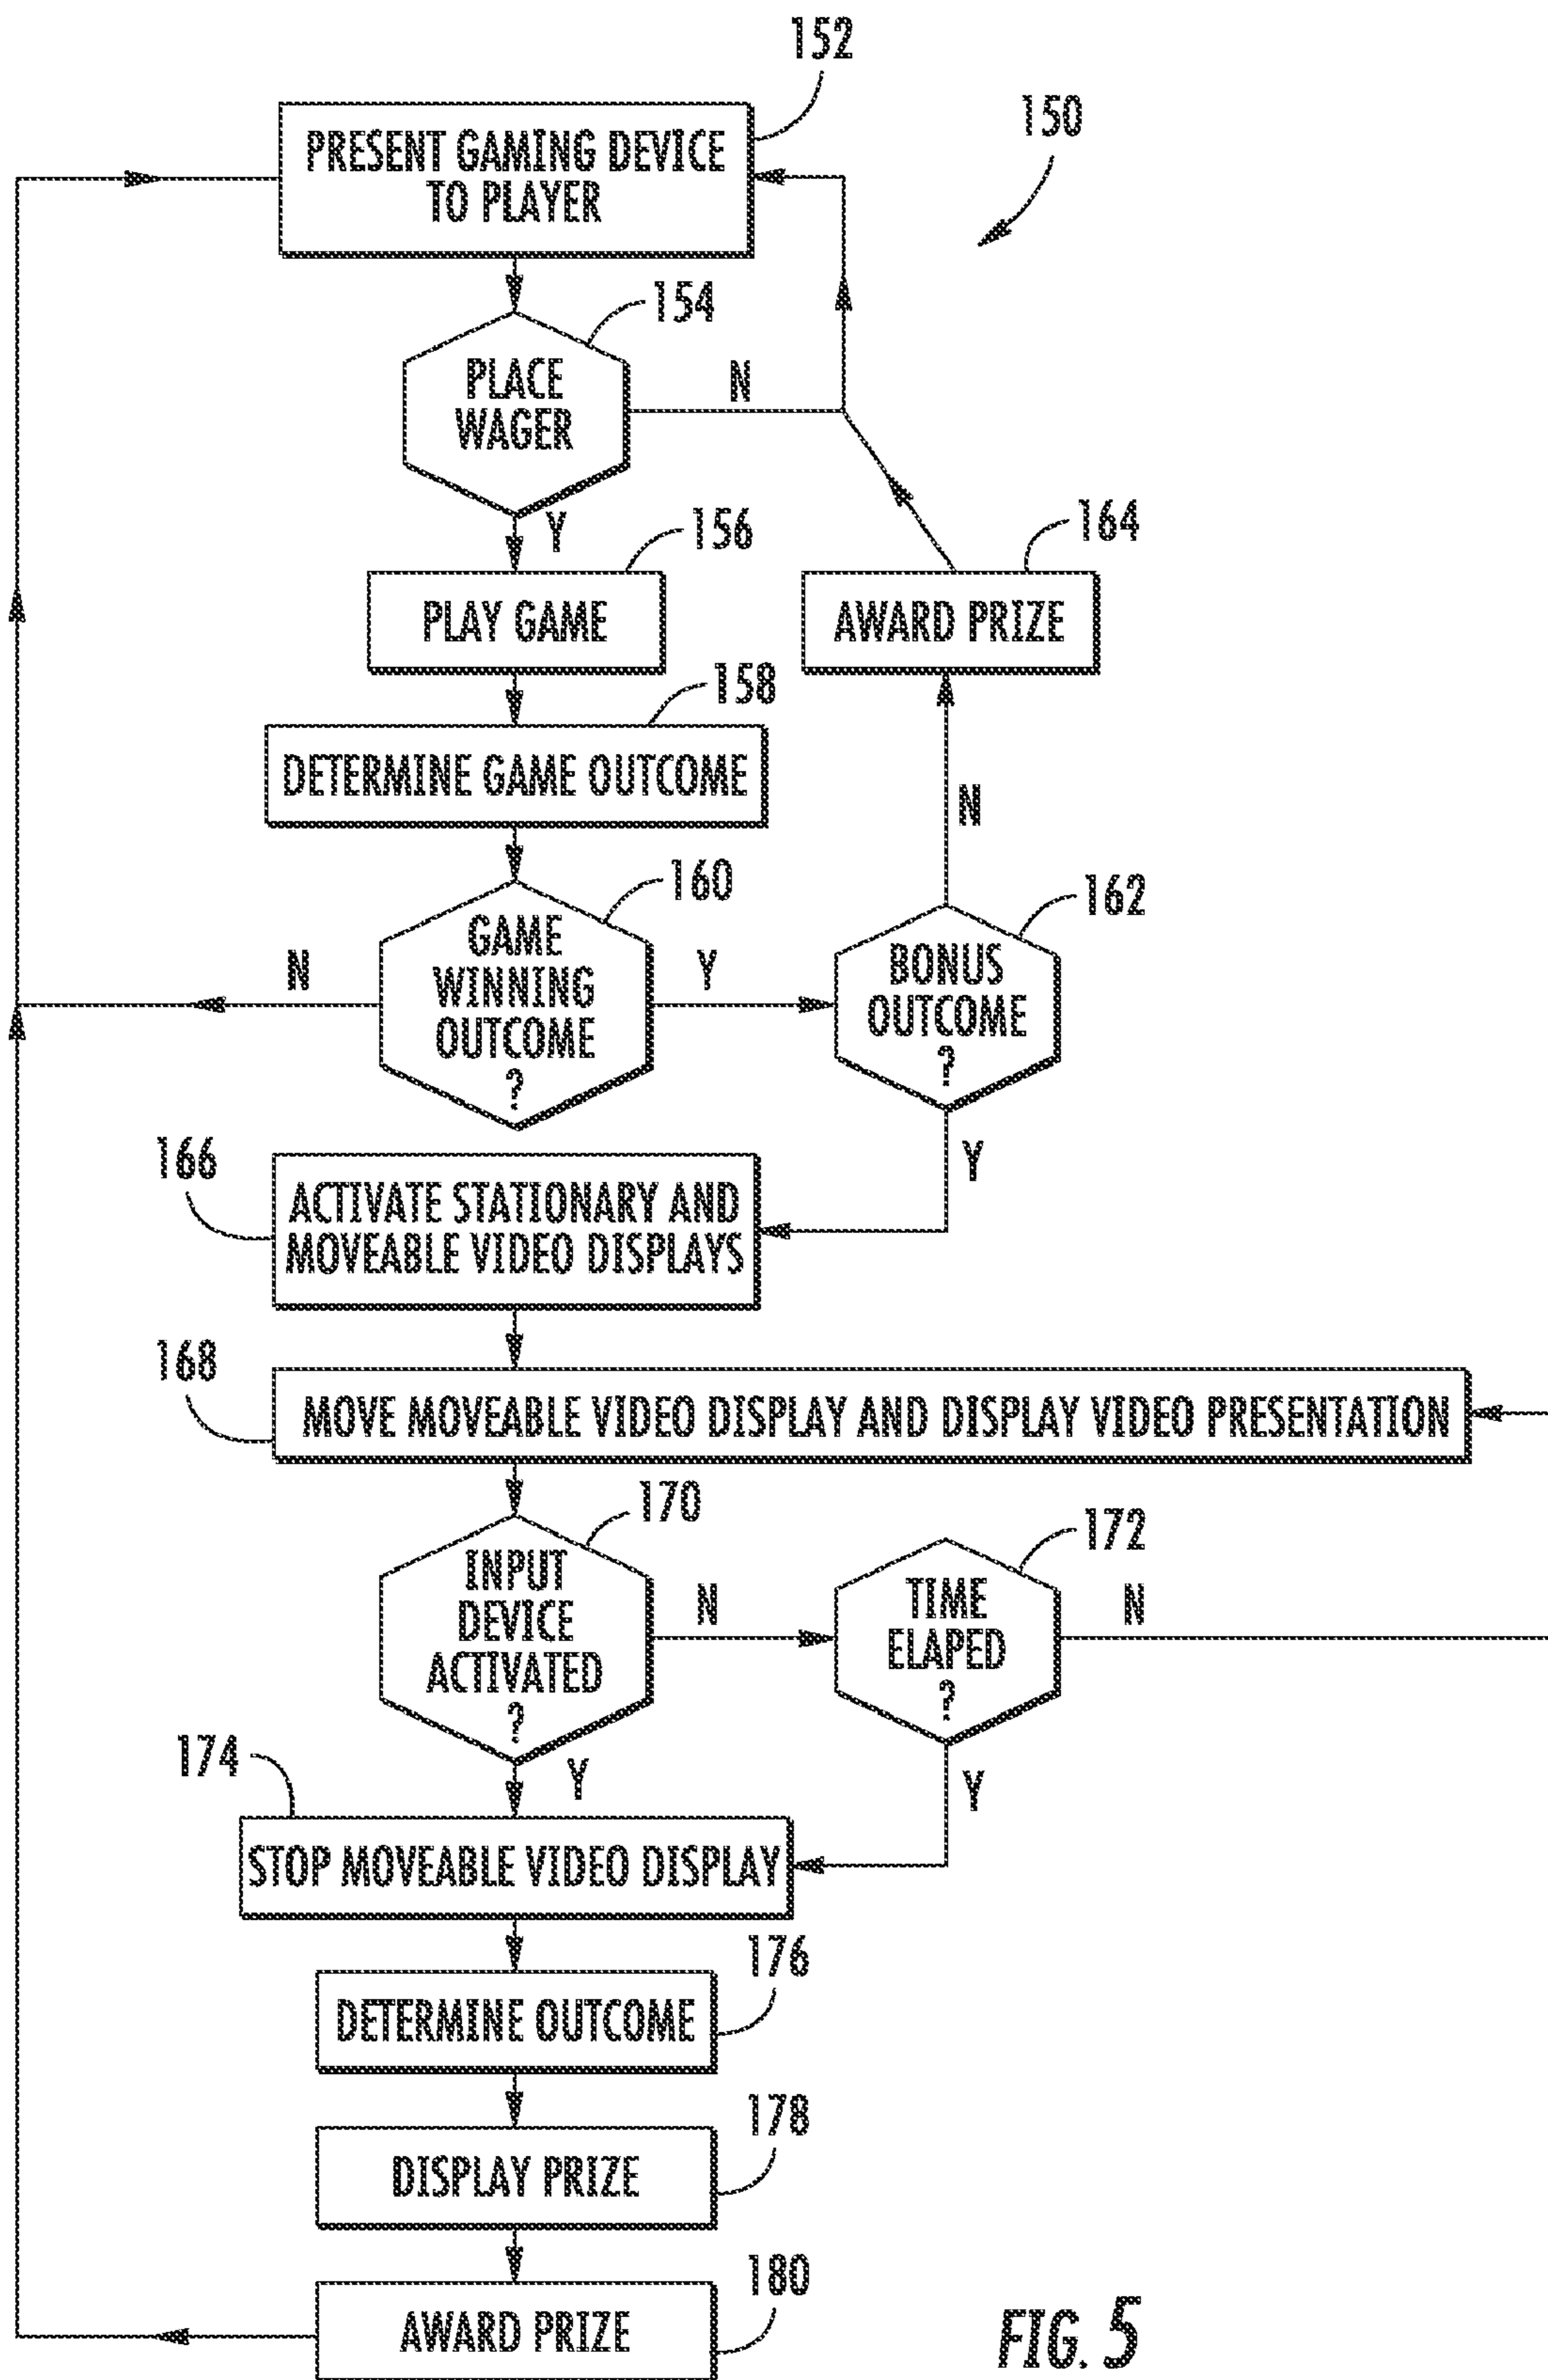 152
150
PRESENT GAMING DEVICE
TO PLAYER
154
PLACE
WAGER
N
Y
156
164
PLAY GAME
AWARD PRIZE
158
DETERMINE GAME OUTCOME
N
160
162
GAME
WINNING
OUTCOME
?
N
Y
BONUS
OUTCOME
?
166
Y
ACTIVATE STATIONARY AND
MOVEABLE VIDEO DISPLAYS
168
MOVE MOVEABLE VIDEO DISPLAY AND DISPLAY VIDEO PRESENTATION
170
172
INPUT
DEVICE
ACTIVATED
?
N
TIME
ELAPED
?
N
174
Y
Y
STOP MOVEABLE VIDEO DISPLAY
176
DETERMINE OUTCOME
178
DISPLAY PRIZE
180
AWARD PRIZE
FIG. 5